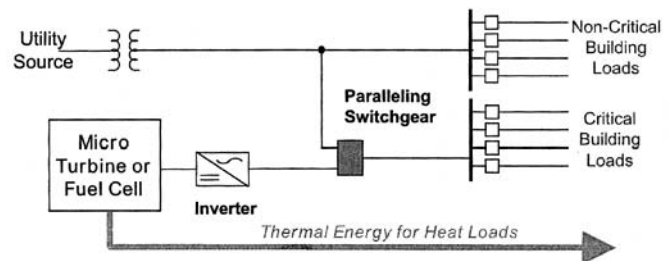 Utility
Source
Non-Critical
Building
Loads
Paralleling
Switchgear
Critical
Building
Loads
Micro
Turbine or
Fuel Cell
Inverter
Thermal Energy for Heat Loads